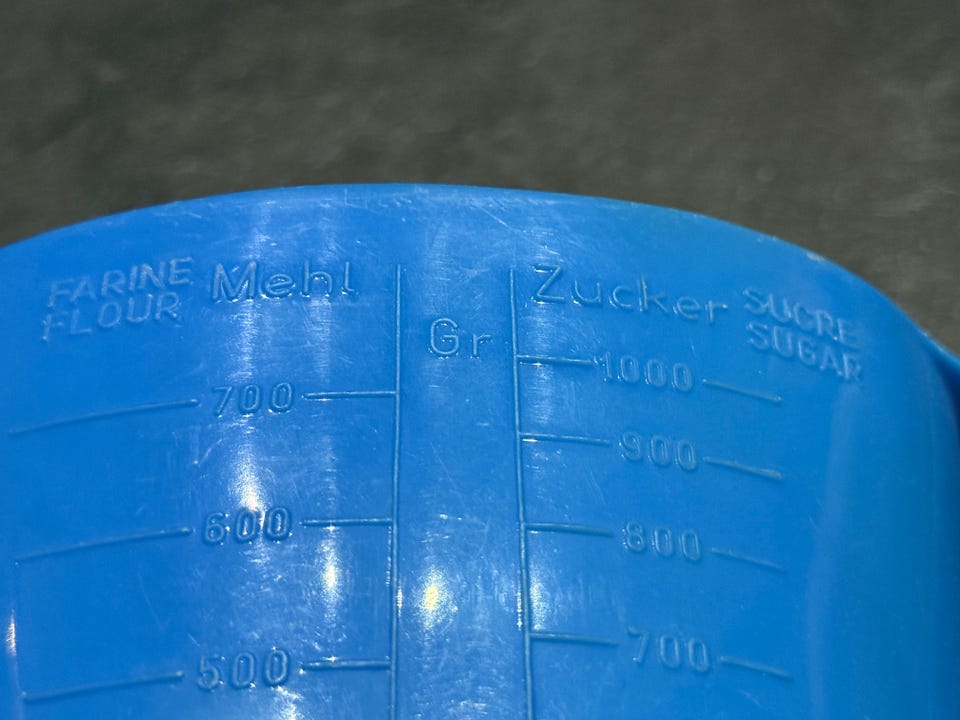 FARINE
FLOUR
Mehl
700
600
500
Gr
Zucker
SUCRE
SUGAR
1000
900
800
700